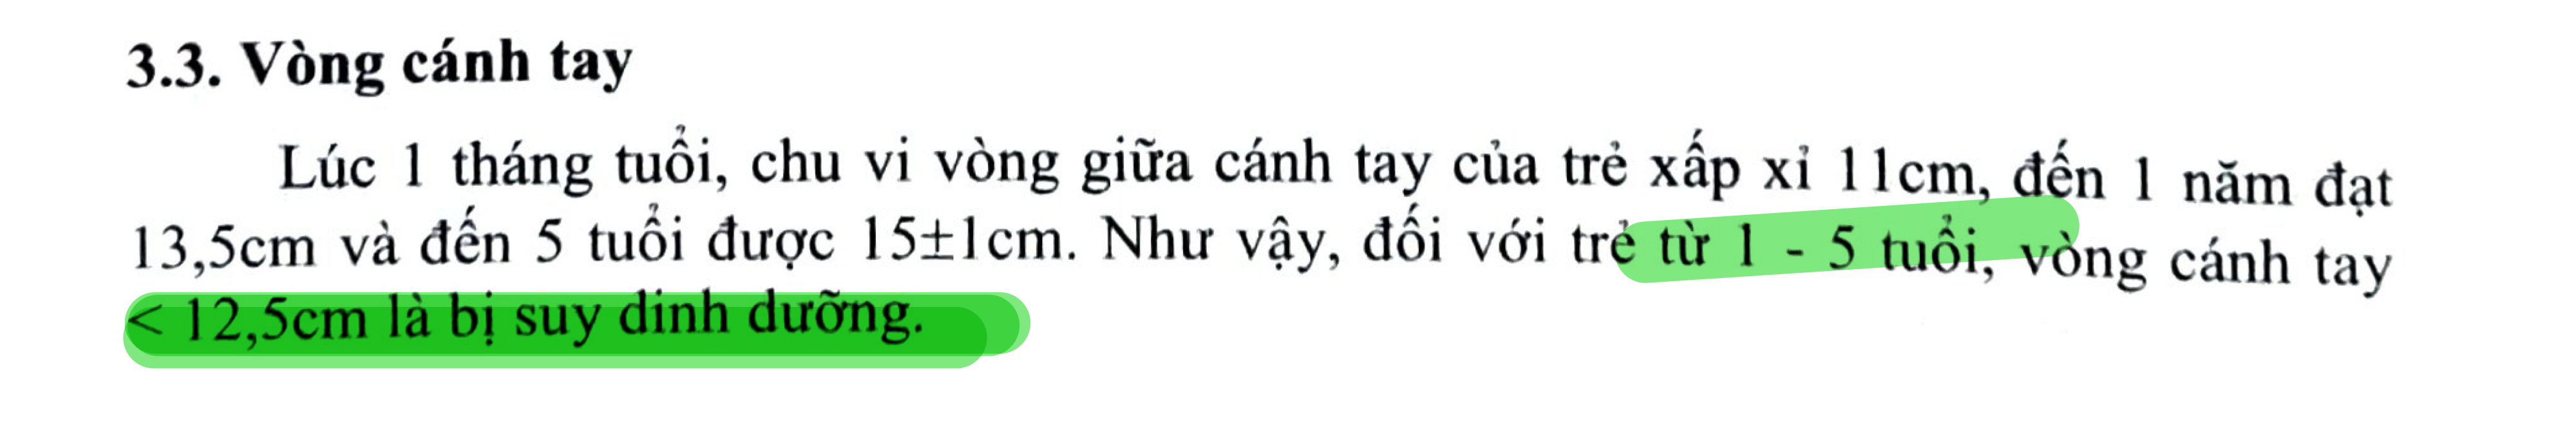 3.3. Vòng cánh tay
Lúc 1 tháng tuổi, chu vi vòng giữa cánh tay của trẻ xấp xỉ 11cm, đến 1 năm đạt
13,5cm và đến 5 tuổi được 15±1cm. Như vậy, đối với trẻ từ 1 - 5 tuổi, vòng cánh tay
< 12,5cm là bị suy dinh dưỡng.